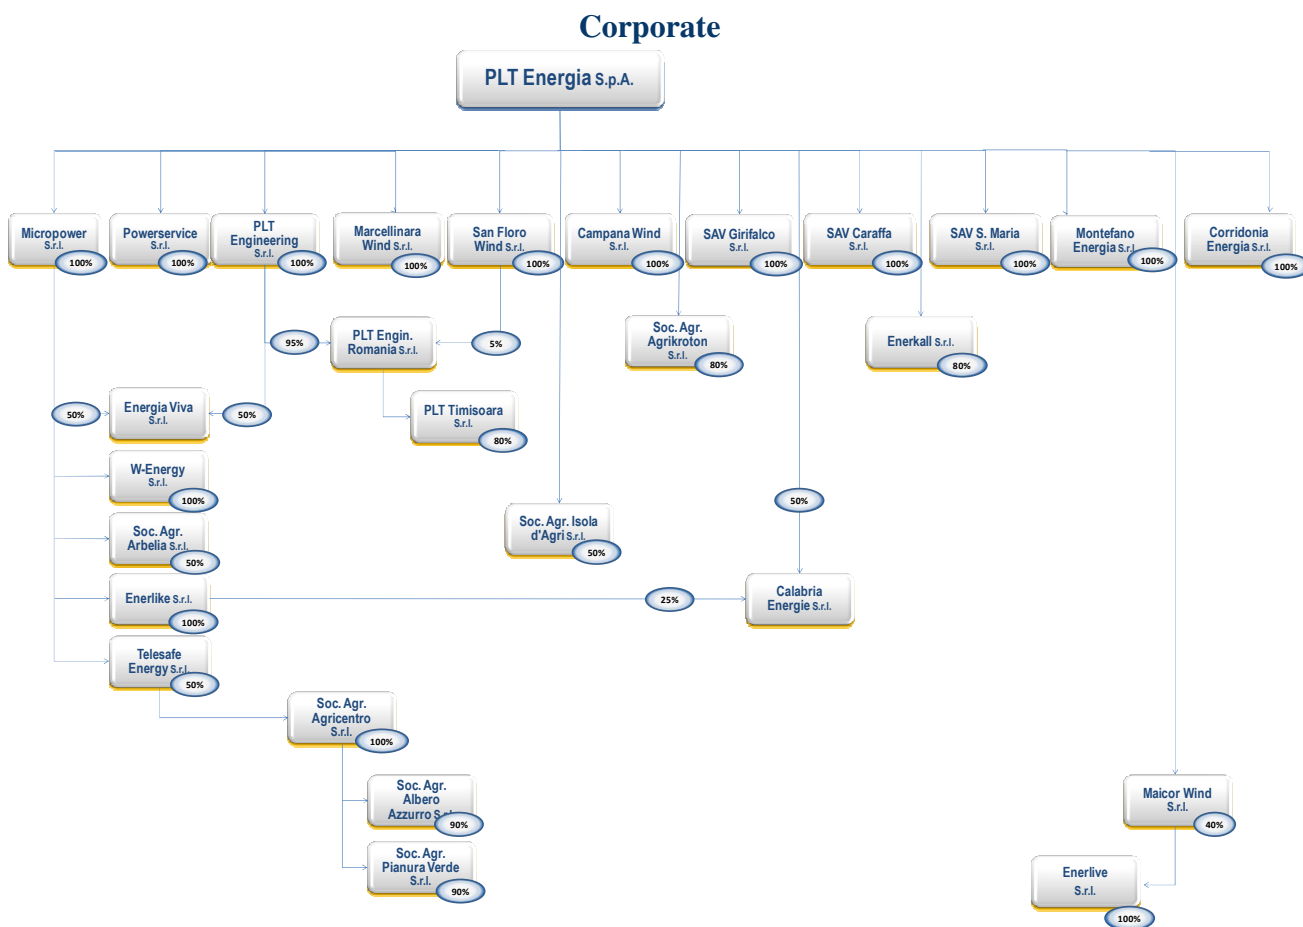 Corporate
PLT Energia S.p.A.
Micropower
S.r.l.
100%
Powerservice
S.r.l.
100%
PLT
Engineering
S.r.l.
100%
Marcellinara
Wind S.r.l.
100%
San Floro
Wind S.r.l.
100%
Campana Wind
S.r.l.
100%
SAV Girifalco
S.r.l.
100%
SAV Caraffa
S.r.l.
100%
SAV S. Maria
S.r.l.
100%
Montefano
Energia S.r.l.
100%
Corridonia
Energia S.r.l.
100%
95%
PLT Engin.
Romania S.r.l.
5%
Soc. Agr.
Agrikroton
S.r.l.
80%
Enerkall S.r.l.
80%
50%
Energia Viva
S.r.l.
50%
PLT Timisoara
S.r.l.
80%
W-Energy
S.r.l.
100%
50%
Soc. Agr.
Arbelia S.r.l.
50%
Soc. Agr. Isola
d'Agri S.r.l.
50%
Enerlike S.r.l.
100%
25%
Calabria
Energie S.r.l.
Telesafe
Energy S.r.l.
50%
Soc. Agr.
Agricentro
S.r.l.
100%
Soc. Agr.
Albero
Azzurro S.r.l.
90%
Maicor Wind
S.r.l.
40%
Soc. Agr.
Pianura Verde
S.r.l.
90%
Enerlive
S.r.l.
100%